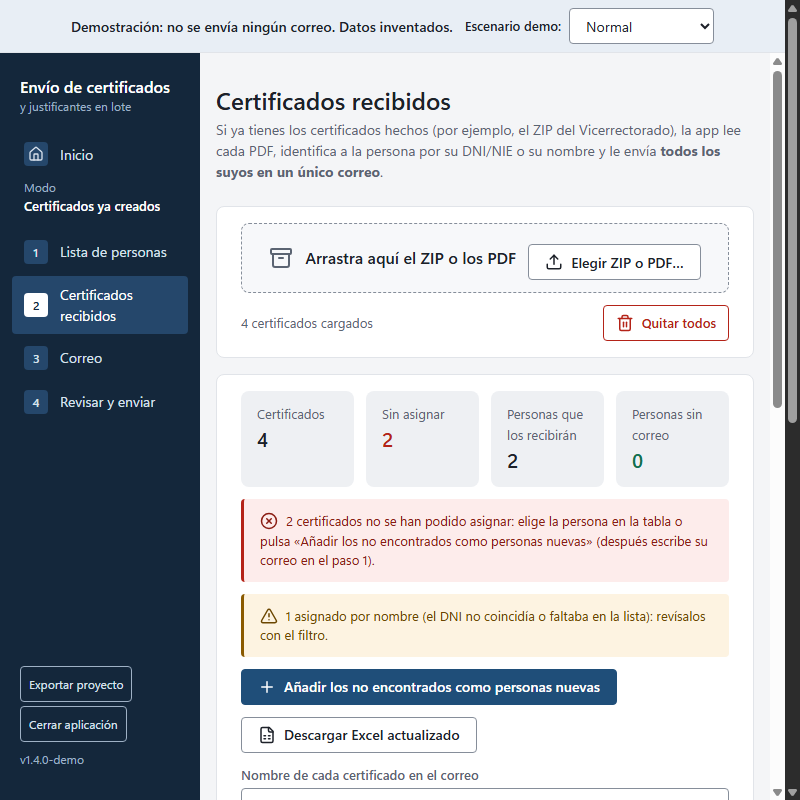 Demostración: no se envía ningún correo. Datos inventados.
Escenario demo:
Normal
Envío de certificados
y justificantes en lote
Inicio
Modo
Certificados ya creados
1
Lista de personas
2
Certificados
recibidos
3
Correo
4
Revisar y enviar
Exportar proyecto
Cerrar aplicación
v1.4.0-demo
Certificados recibidos
Si ya tienes los certificados hechos (por ejemplo, el ZIP del Vicerrectorado), la app lee
cada PDF, identifica a la persona por su DNI/NIE o su nombre y le envía todos los
suyos en un único correo.
Arrastra aquí el ZIP o los PDF
Elegir ZIP o PDF...
4 certificados cargados
Quitar todos
Certificados
4
Sin asignar
2
Personas que
los recibirán
2
Personas sin
correo
0
2 certificados no se han podido asignar: elige la persona en la tabla o
pulsa «Añadir los no encontrados como personas nuevas» (después escribe su
correo en el paso 1).
1 asignado por nombre (el DNI no coincidía o faltaba en la lista): revísalos
con el filtro.
Añadir los no encontrados como personas nuevas
Descargar Excel actualizado
Nombre de cada certificado en el correo